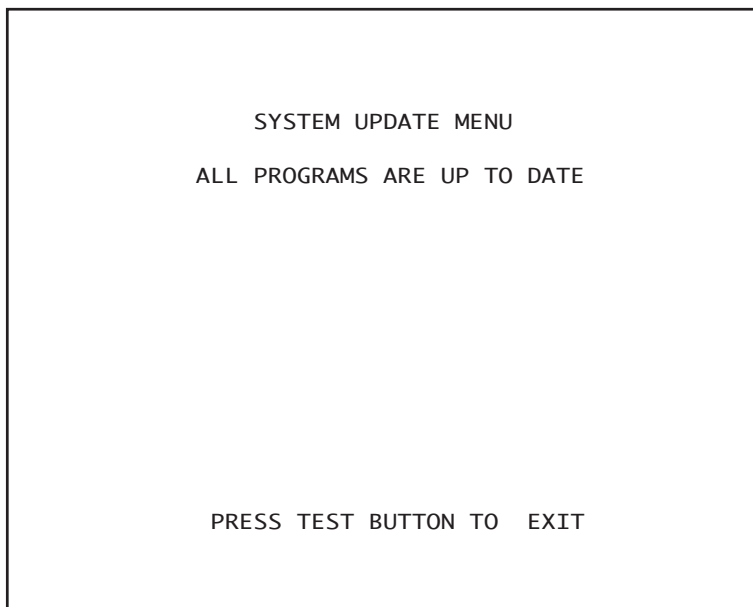 SYSTEM UPDATE MENU
ALL PROGRAMS ARE UP TO DATE
PRESS TEST BUTTON TO  EXIT